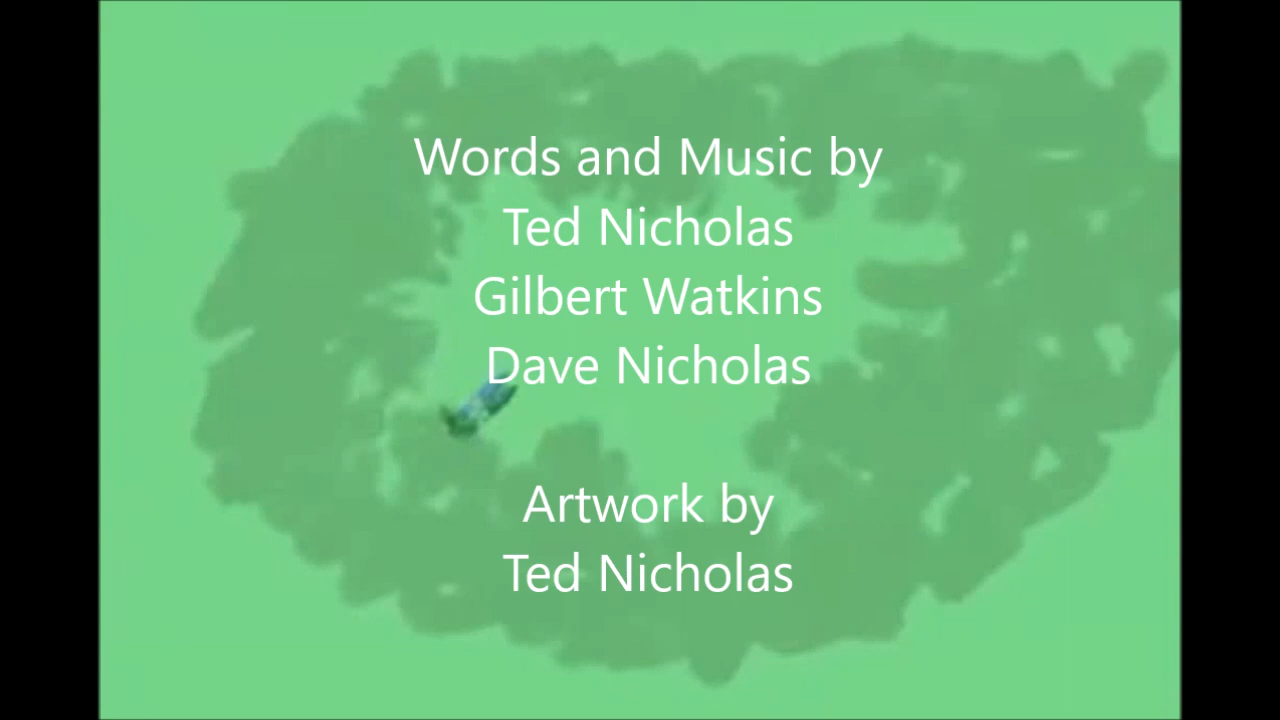 Words and Music by
Ted Nicholas
Gilbert Watkins
Dave Nicholas
Artwork by
Ted Nicholas